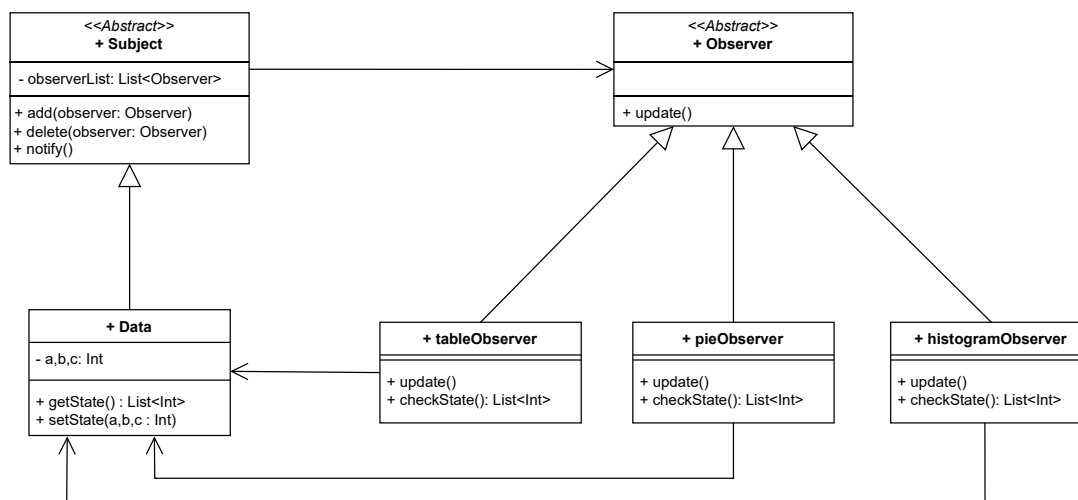 <<Abstract>>
+ Subject
- observerList: List<Observer>
+ add(observer: Observer)
+ delete(observer: Observer)
+ notify()
<<Abstract>>
+ Observer
+ update()
+ Data
- a,b,c: Int
+ getState() : List<Int>
+ setState(a,b,c : Int)
+ tableObserver
+ update()
+ checkState(): List<Int>
+ pieObserver
+ update()
+ checkState(): List<Int>
+ histogramObserver
+ update()
+ checkState(): List<Int>